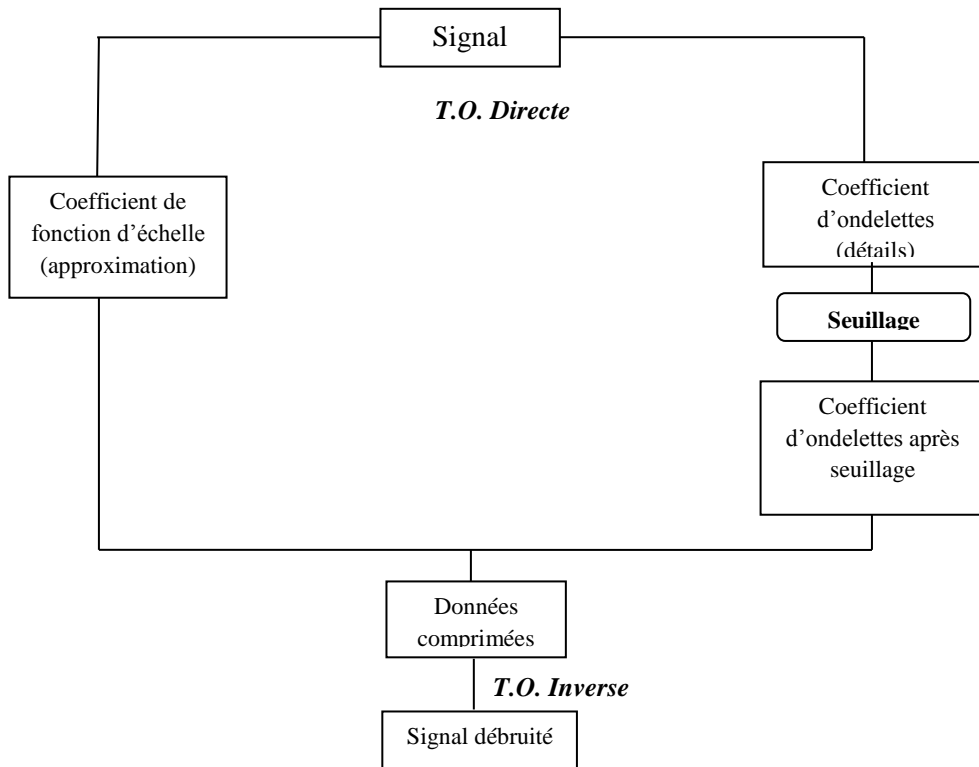 Signal
T.O. Directe
Coefficient de
fonction d’échelle
(approximation)
Coefficient
d’ondelettes
(détails)
Seuillage
Coefficient
d’ondelettes après
seuillage
Données
comprimées
T.O. Inverse
Signal débruité